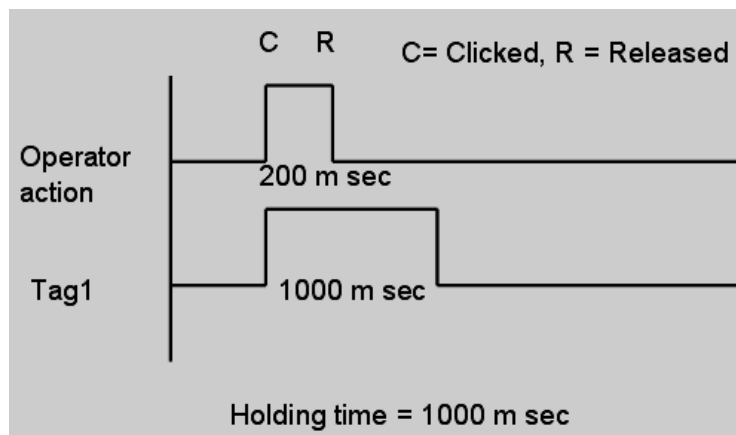 C R
C= Clicked, R = Released
Operator
action
200 m sec
Tag1
1000 m sec
Holding time = 1000 m sec